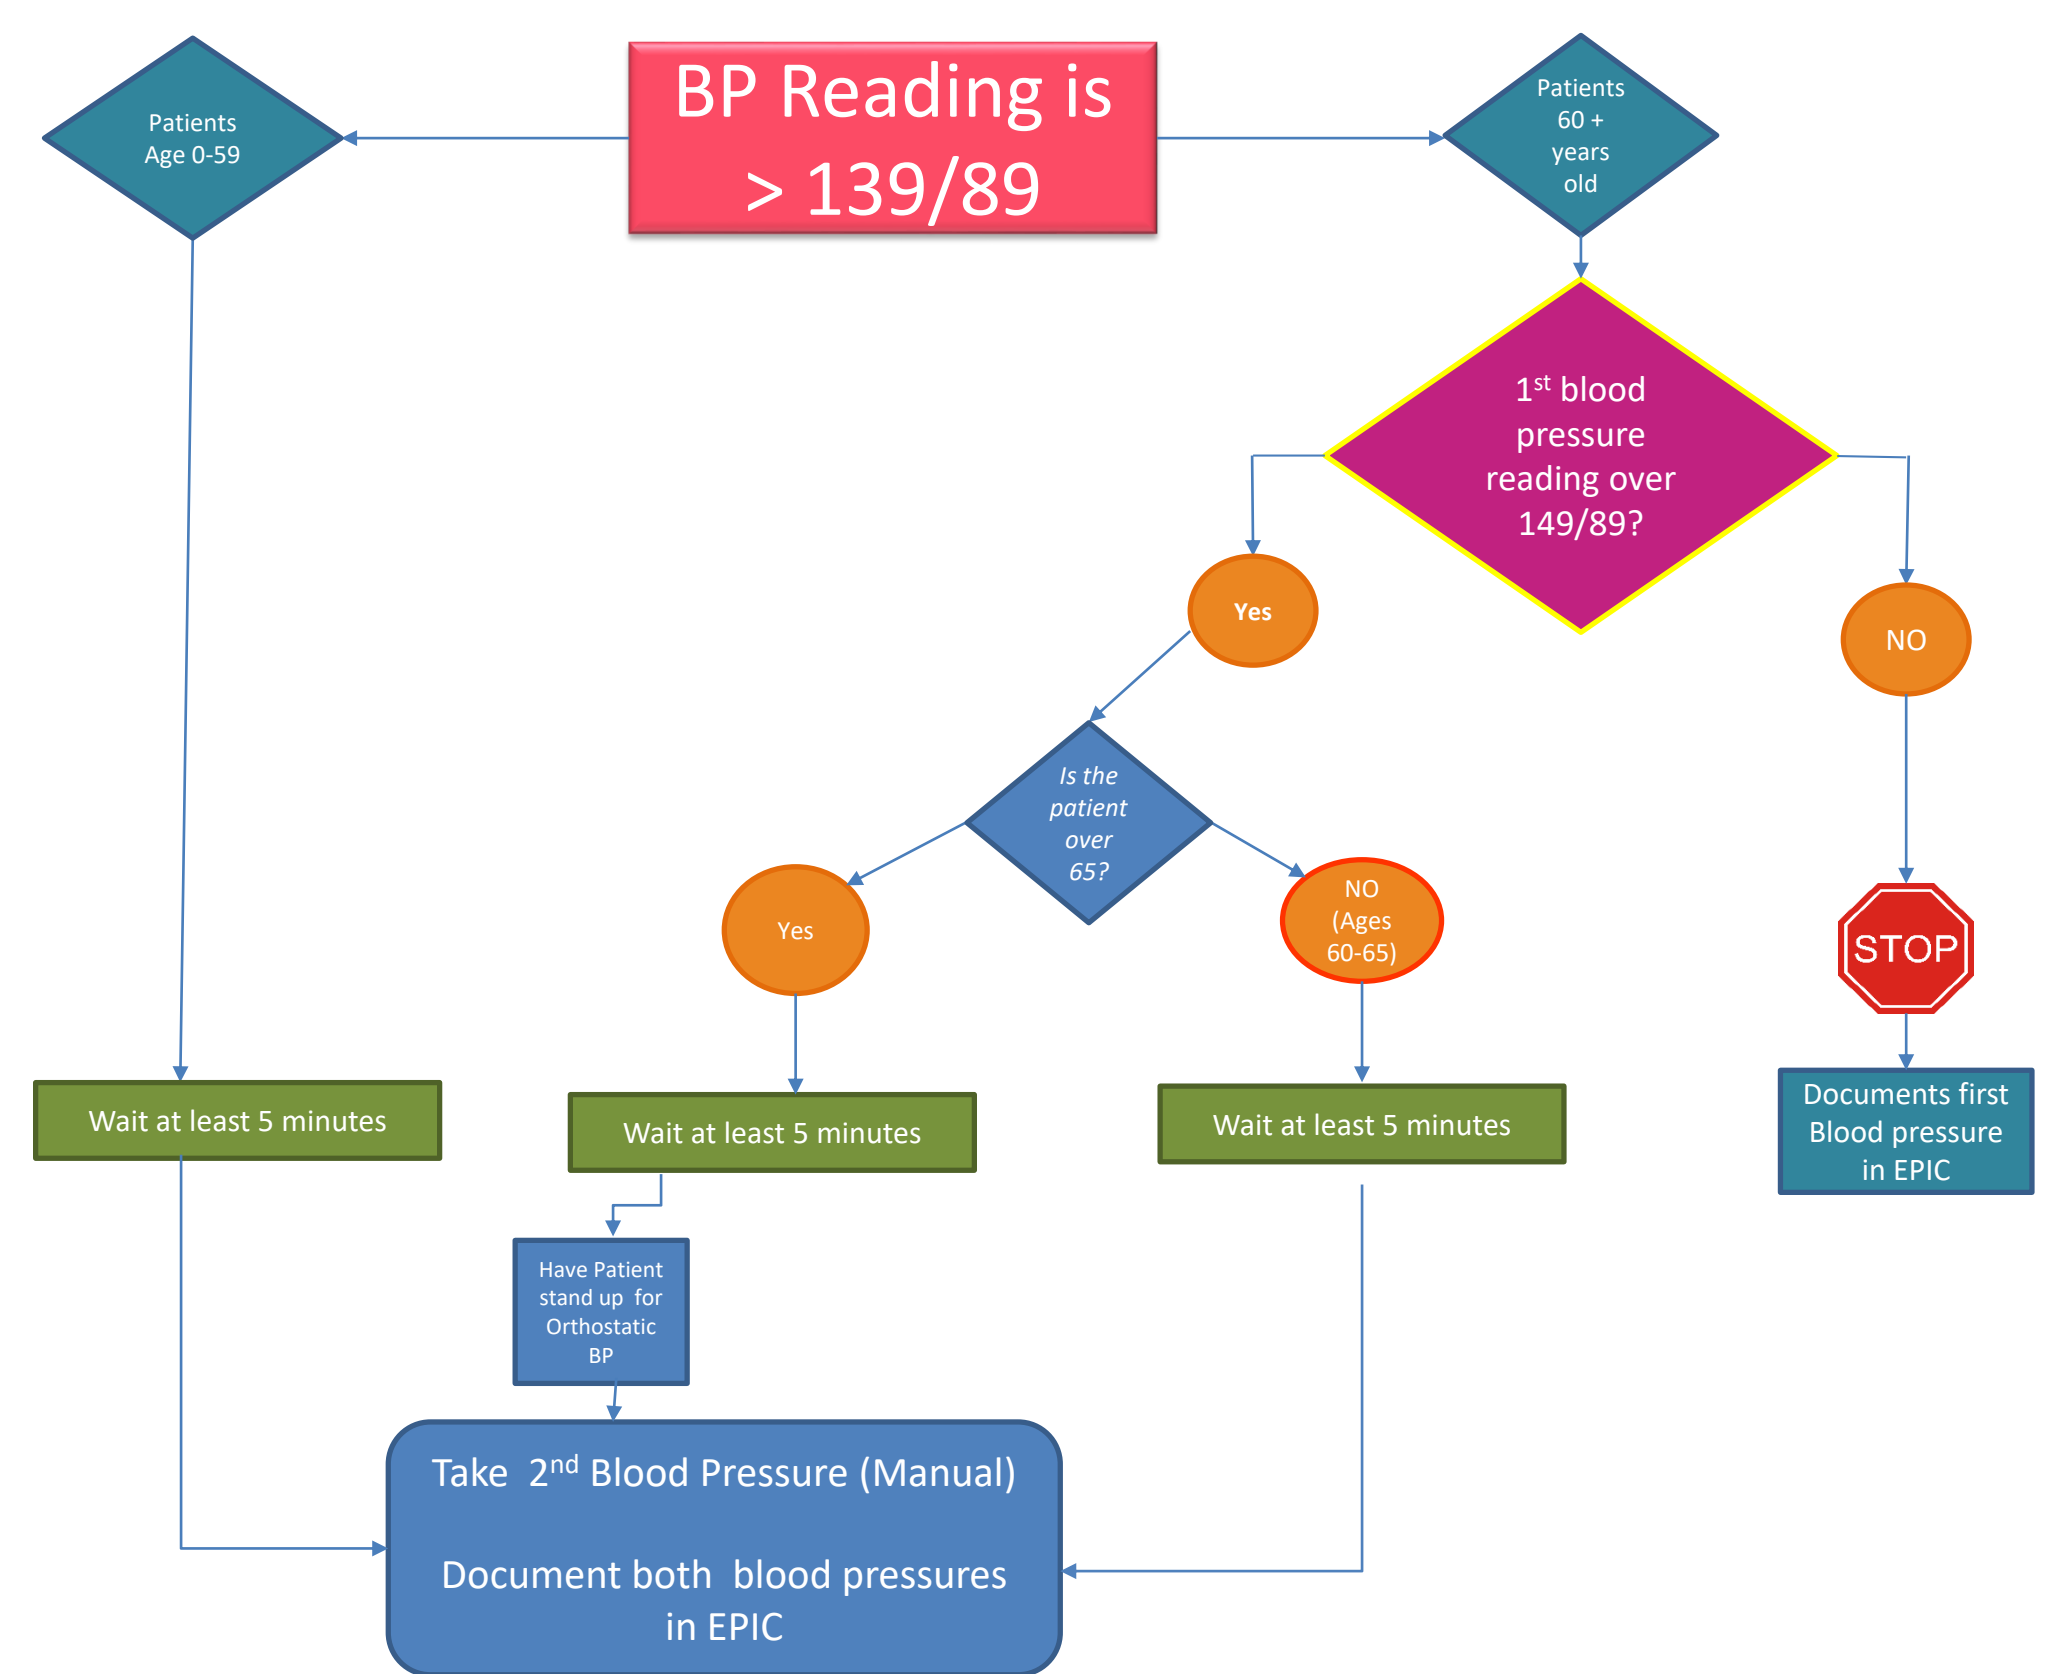 BP Reading is
> 139/89
Patients
Age 0-59
Patients
60 +
years
old
1st blood
pressure
reading over
149/89?
Yes
NO
Is the
patient
over
65?
Yes
NO
(Ages
60-65)
STOP
Wait at least 5 minutes
Wait at least 5 minutes
Wait at least 5 minutes
Documents first
Blood pressure
in EPIC
Have Patient
stand up for
Orthostatic
BP
Take 2nd Blood Pressure (Manual)
Document both blood pressures
in EPIC